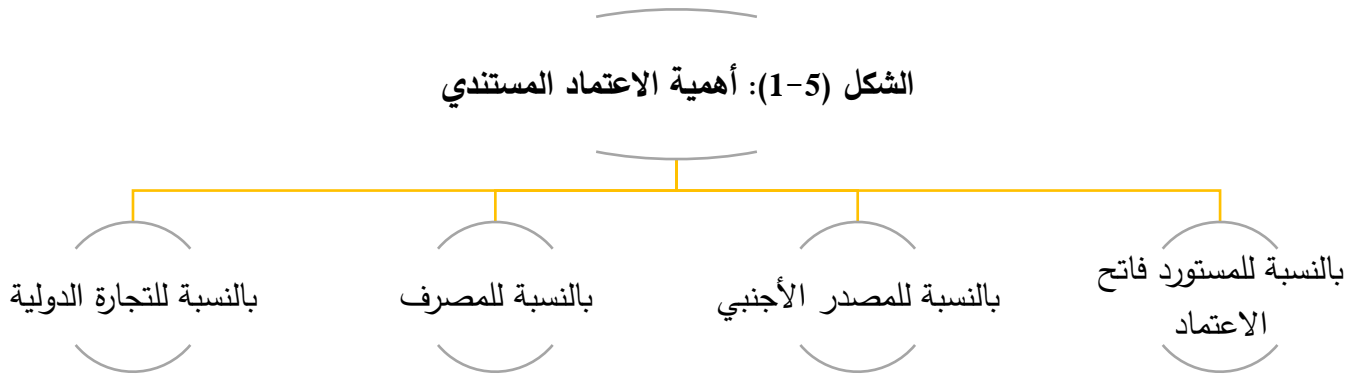 الشكل (5-1): أهمية الاعتماد المستندي
بالنسبة للمستورد فاتح
الاعتماد
بالنسبة للمصدر الأجنبي
بالنسبة للمصرف
بالنسبة للتجارة الدولية